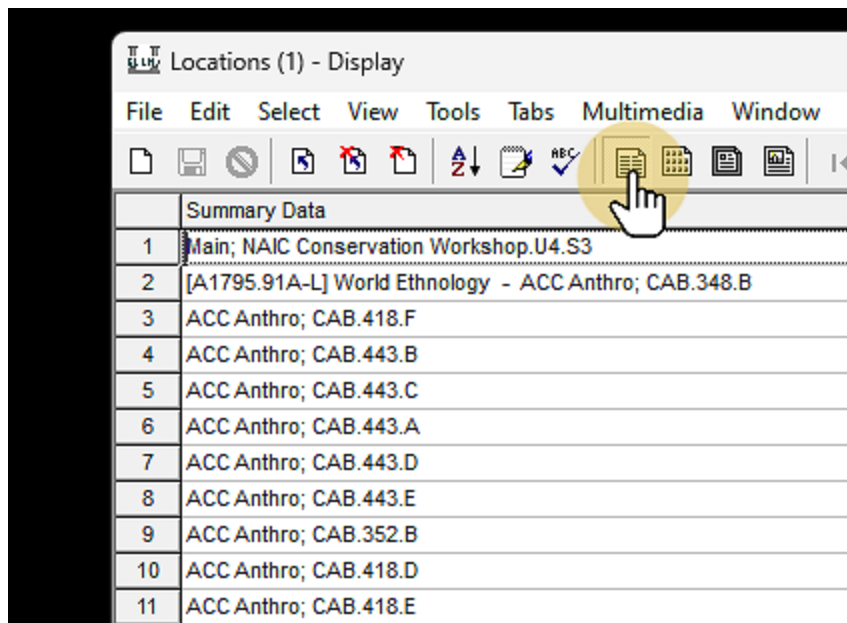 Locations (1) - Display
File Edit Select View Tools Tabs Multimedia Window
A Z ABC
Summary Data
1 Main; NAIC Conservation Workshop.U4.S3
2 [A1795.91A-L] World Ethnology - ACC Anthro; CAB.348.B
3 ACC Anthro; CAB.418.F
4 ACC Anthro; CAB.443.B
5 ACC Anthro; CAB.443.C
6 ACC Anthro; CAB.443.A
7 ACC Anthro; CAB.443.D
8 ACC Anthro; CAB.443.E
9 ACC Anthro; CAB.352.B
10 ACC Anthro; CAB.418.D
11 ACC Anthro; CAB.418.E